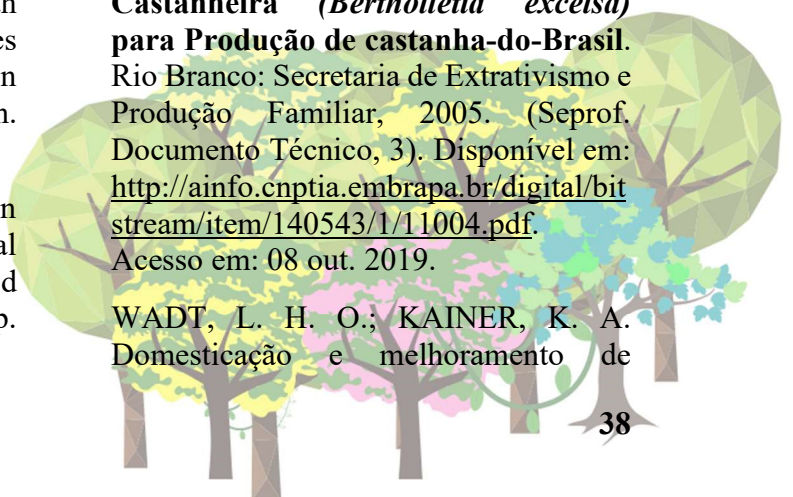 es
n
al
d
Castanheira (Bertholletia excelsa)
para Produção de castanha-do-Brasil.
Rio Branco: Secretaria de Extrativismo e
Produção Familiar, 2005. (Seprof.
Documento Técnico, 3). Disponível em:
http://ainfo.cnptia.embrapa.br/digital/bit
stream/item/140543/1/11004.pdf.
Acesso em: 08 out. 2019.
WADT, L. H. O.; KAINER, K. A.
Domesticação e melhoramento de
38